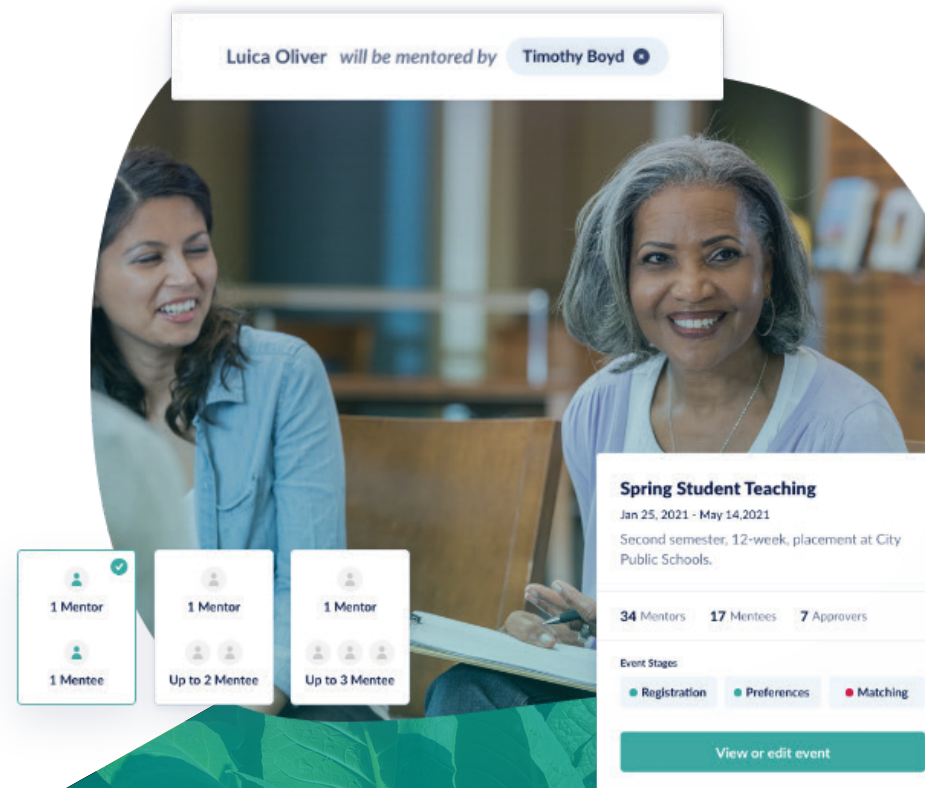 Luica Oliver will be mentored by Timothy Boyd
1 Mentor
1 Mentee
1 Mentor
Up to 2 Mentee
1 Mentor
Up to 3 Mentee
Spring Student Teaching
Jan 25, 2021 - May 14,2021
Second semester, 12-week, placement at City
Public Schools.
34 Mentors 17 Mentees 7 Approvers
Event Stages
Registration Preferences Matching
View or edit event